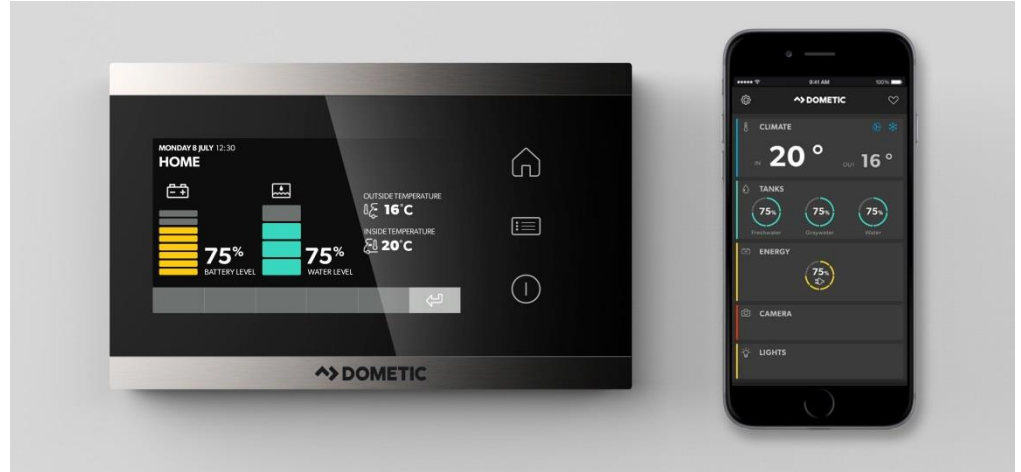 MONDAY 8 JULY 12:30
HOME
75%
BATTERY LEVEL
75%
WATER LEVEL
OUTSIDE TEMPERATURE
16°C
INSIDE TEMPERATURE
20°C
DOMETIC
9:41 AM
100%
DOMETIC
CLIMATE
IN 20°
OUT 16°
TANKS
75% 75% 75%
Freshwater Greywater Water
ENERGY
75%
CAMERA
LIGHTS